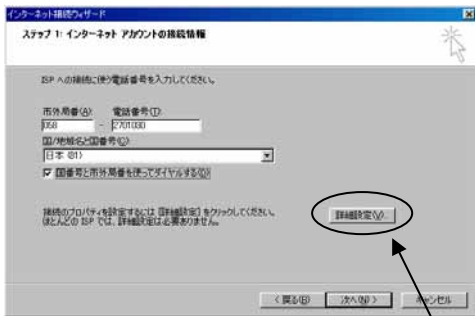 インターネット接続ウィザード
ステップ 1: インターネット アカウントの接続情報
ISP への接続に使う電話番号を入力してください。
市外局番(A): 電話番号(T):
058 - 2701030
国/地域名と国番号(C):
日本 (81)
国番号と市外局番を使ってダイヤルする(D)
接続のプロパティを設定するには [詳細設定] をクリックしてください。
ほとんどの ISP では、詳細設定は必要ありません。
詳細設定(V)...
< 戻る(B) 次へ(N) > キャンセル